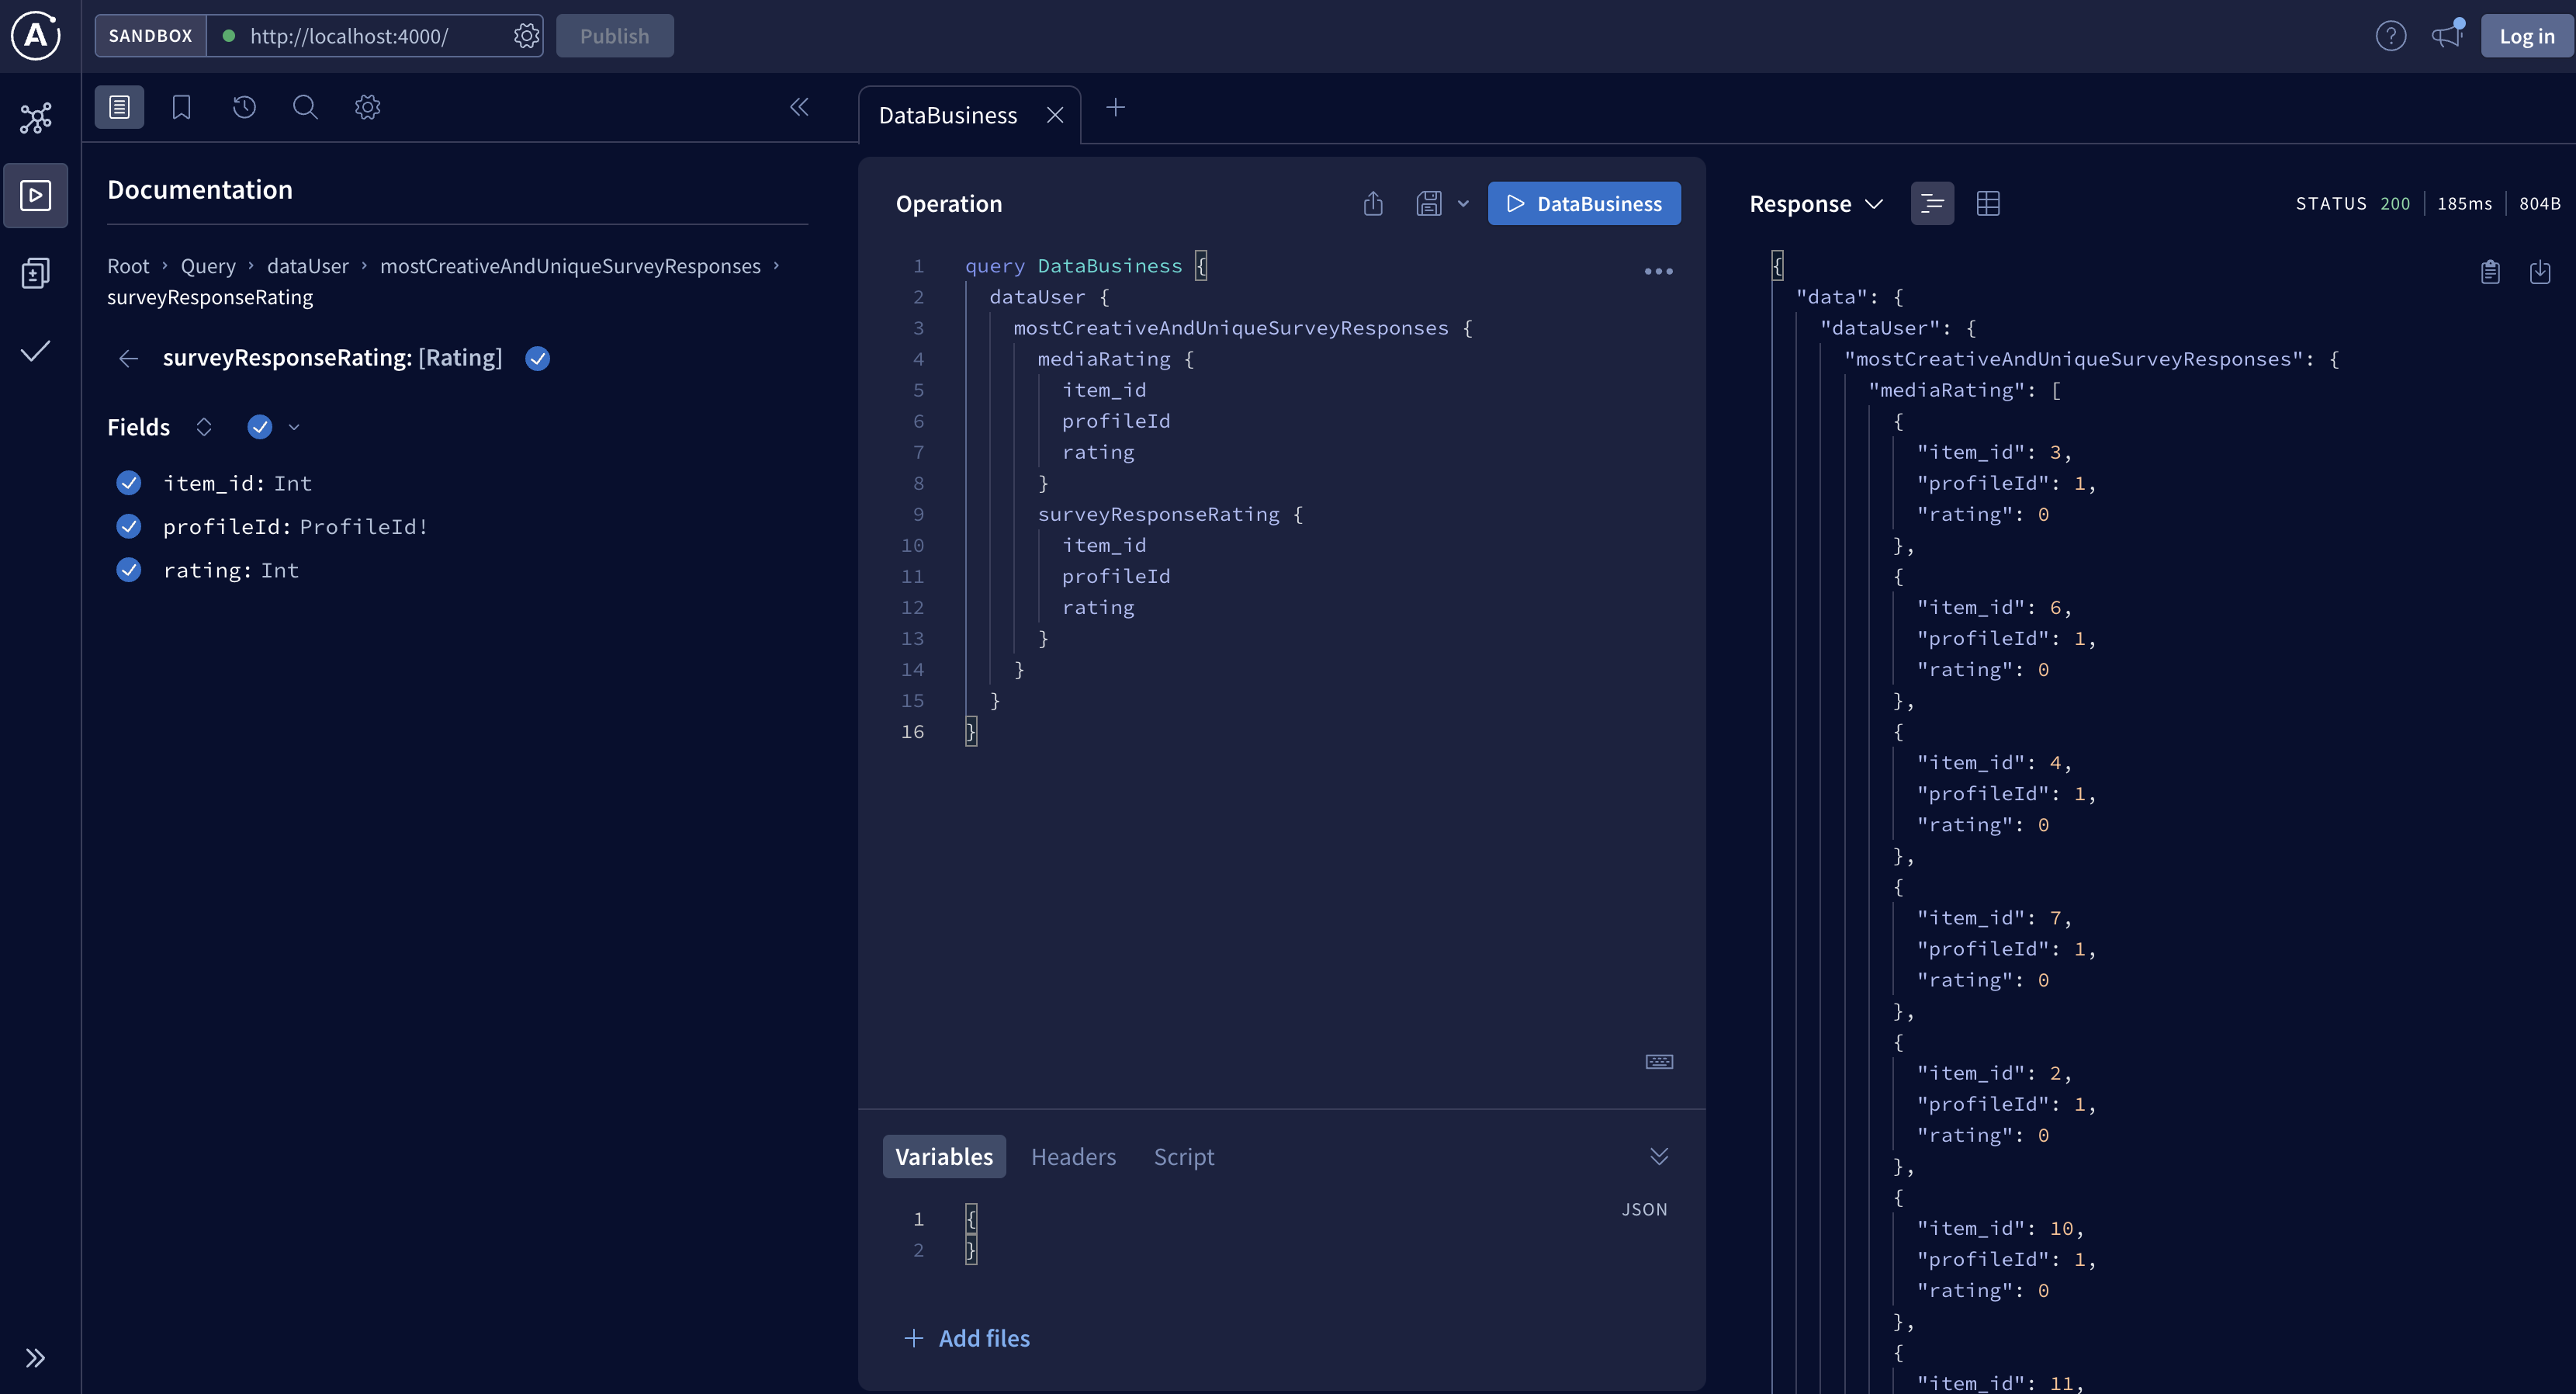 SANDBOX
http://localhost:4000/
Publish
Log in
Documentation
Root › Query › dataUser › mostCreativeAndUniqueSurveyResponses ›
surveyResponseRating
surveyResponseRating: [Rating]
Fields
item_id: Int
profileId: ProfileId!
rating: Int
DataBusiness
Operation
DataBusiness
1 query DataBusiness {
2 dataUser {
3 mostCreativeAndUniqueSurveyResponses {
4 mediaRating {
5 item_id
6 profileId
7 rating
8 }
9 surveyResponseRating {
10 item_id
11 profileId
12 rating
13 }
14 }
15 }
16 }
Variables Headers Script
JSON
1 {
2 }
+ Add files
Response
STATUS 200 185ms 804B
{
"data": {
"dataUser": {
"mostCreativeAndUniqueSurveyResponses": {
"mediaRating": [
{
"item_id": 3,
"profileId": 1,
"rating": 0
},
{
"item_id": 6,
"profileId": 1,
"rating": 0
},
{
"item_id": 4,
"profileId": 1,
"rating": 0
},
{
"item_id": 7,
"profileId": 1,
"rating": 0
},
{
"item_id": 2,
"profileId": 1,
"rating": 0
},
{
"item_id": 10,
"profileId": 1,
"rating": 0
},
{
"item_id": 11,